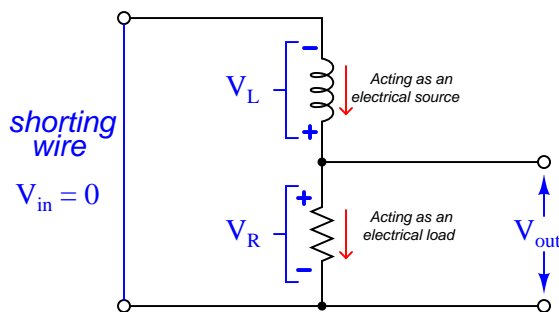 −
V_L
+
Acting as an
electrical source
shorting
wire
V_in = 0
+
V_R
−
Acting as an
electrical load
V_out